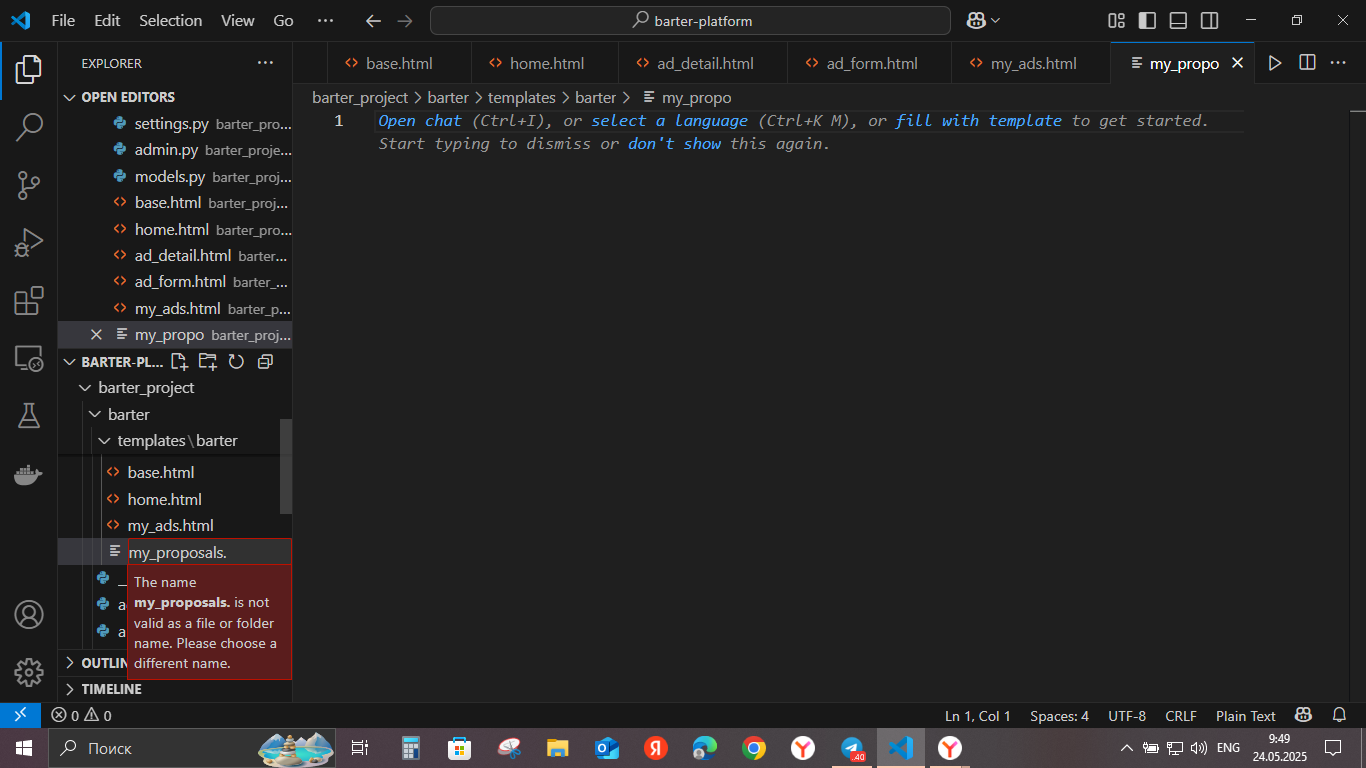 File Edit Selection View Go ··· barter-platform
EXPLORER ···
OPEN EDITORS
settings.py barter_pro...
admin.py barter_proje...
models.py barter_proj...
base.html barter_proj...
home.html barter_pro...
ad_detail.html barter...
ad_form.html barter_...
my_ads.html barter_p...
my_propo barter_proj...
BARTER-PL...
barter_project
barter
templates\barter
base.html
home.html
my_ads.html
my_proposals.
The name
my_proposals. is not
valid as a file or folder
name. Please choose a
different name.
OUTLIN
TIMELINE
base.html home.html ad_detail.html ad_form.html my_ads.html my_propo
barter_project > barter > templates > barter > my_propo
1 Open chat (Ctrl+I), or select a language (Ctrl+K M), or fill with template to get started.
Start typing to dismiss or don't show this again.
0 0 Ln 1, Col 1 Spaces: 4 UTF-8 CRLF Plain Text
Поиск 40 ENG 9:49
24.05.2025